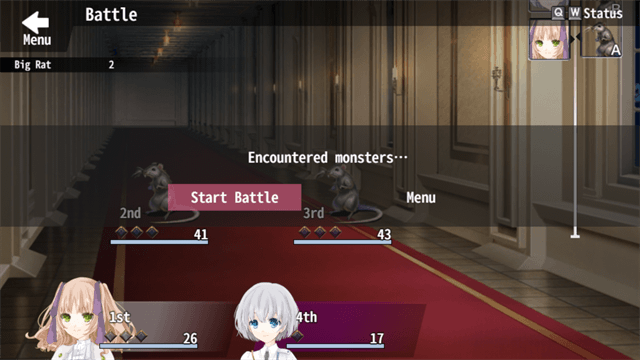 Battle
Q W Status
Menu
Big Rat 2
A
Encountered monsters…
Start Battle
Menu
2nd
3rd
41
43
1st
4th
26
17